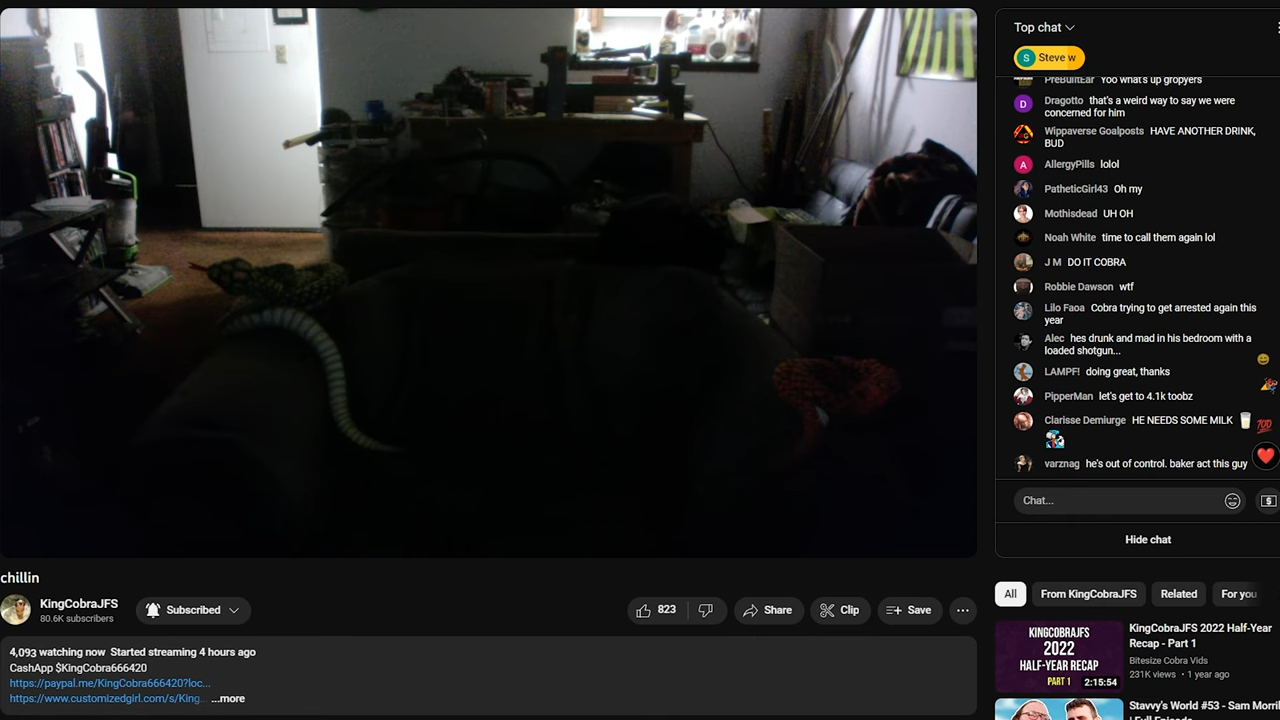 Top chat
S Steve w
PreBuiltEar Yoo what's up gropyers
D Dragotto that's a weird way to say we were
concerned for him
Wippaverse Goalposts HAVE ANOTHER DRINK,
BUD
A AllergyPills lolol
PatheticGirl43 Oh my
Mothisdead UH OH
Noah White time to call them again lol
J M DO IT COBRA
Robbie Dawson wtf
Lilo Faoa Cobra trying to get arrested again this
year
Alec hes drunk and mad in his bedroom with a
loaded shotgun...
LAMPF! doing great, thanks
PipperMan let's get to 4.1k toobz
Clarisse Demiurge HE NEEDS SOME MILK
varznag he's out of control. baker act this guy
Chat...
Hide chat
chillin
KingCobraJFS
80.6K subscribers
Subscribed
823
Share
Clip
Save
4,093 watching now Started streaming 4 hours ago
CashApp $KingCobra666420
https://paypal.me/KingCobra666420?loc...
https://www.customizedgirl.com/s/King... ...more
All
From KingCobraJFS
Related
For you
KINGCOBRAJFS
2022
HALF-YEAR RECAP
PART 1
2:15:54
KingCobraJFS 2022 Half-Year
Recap - Part 1
Bitesize Cobra Vids
231K views • 1 year ago
Stavvy's World #53 - Sam Morri